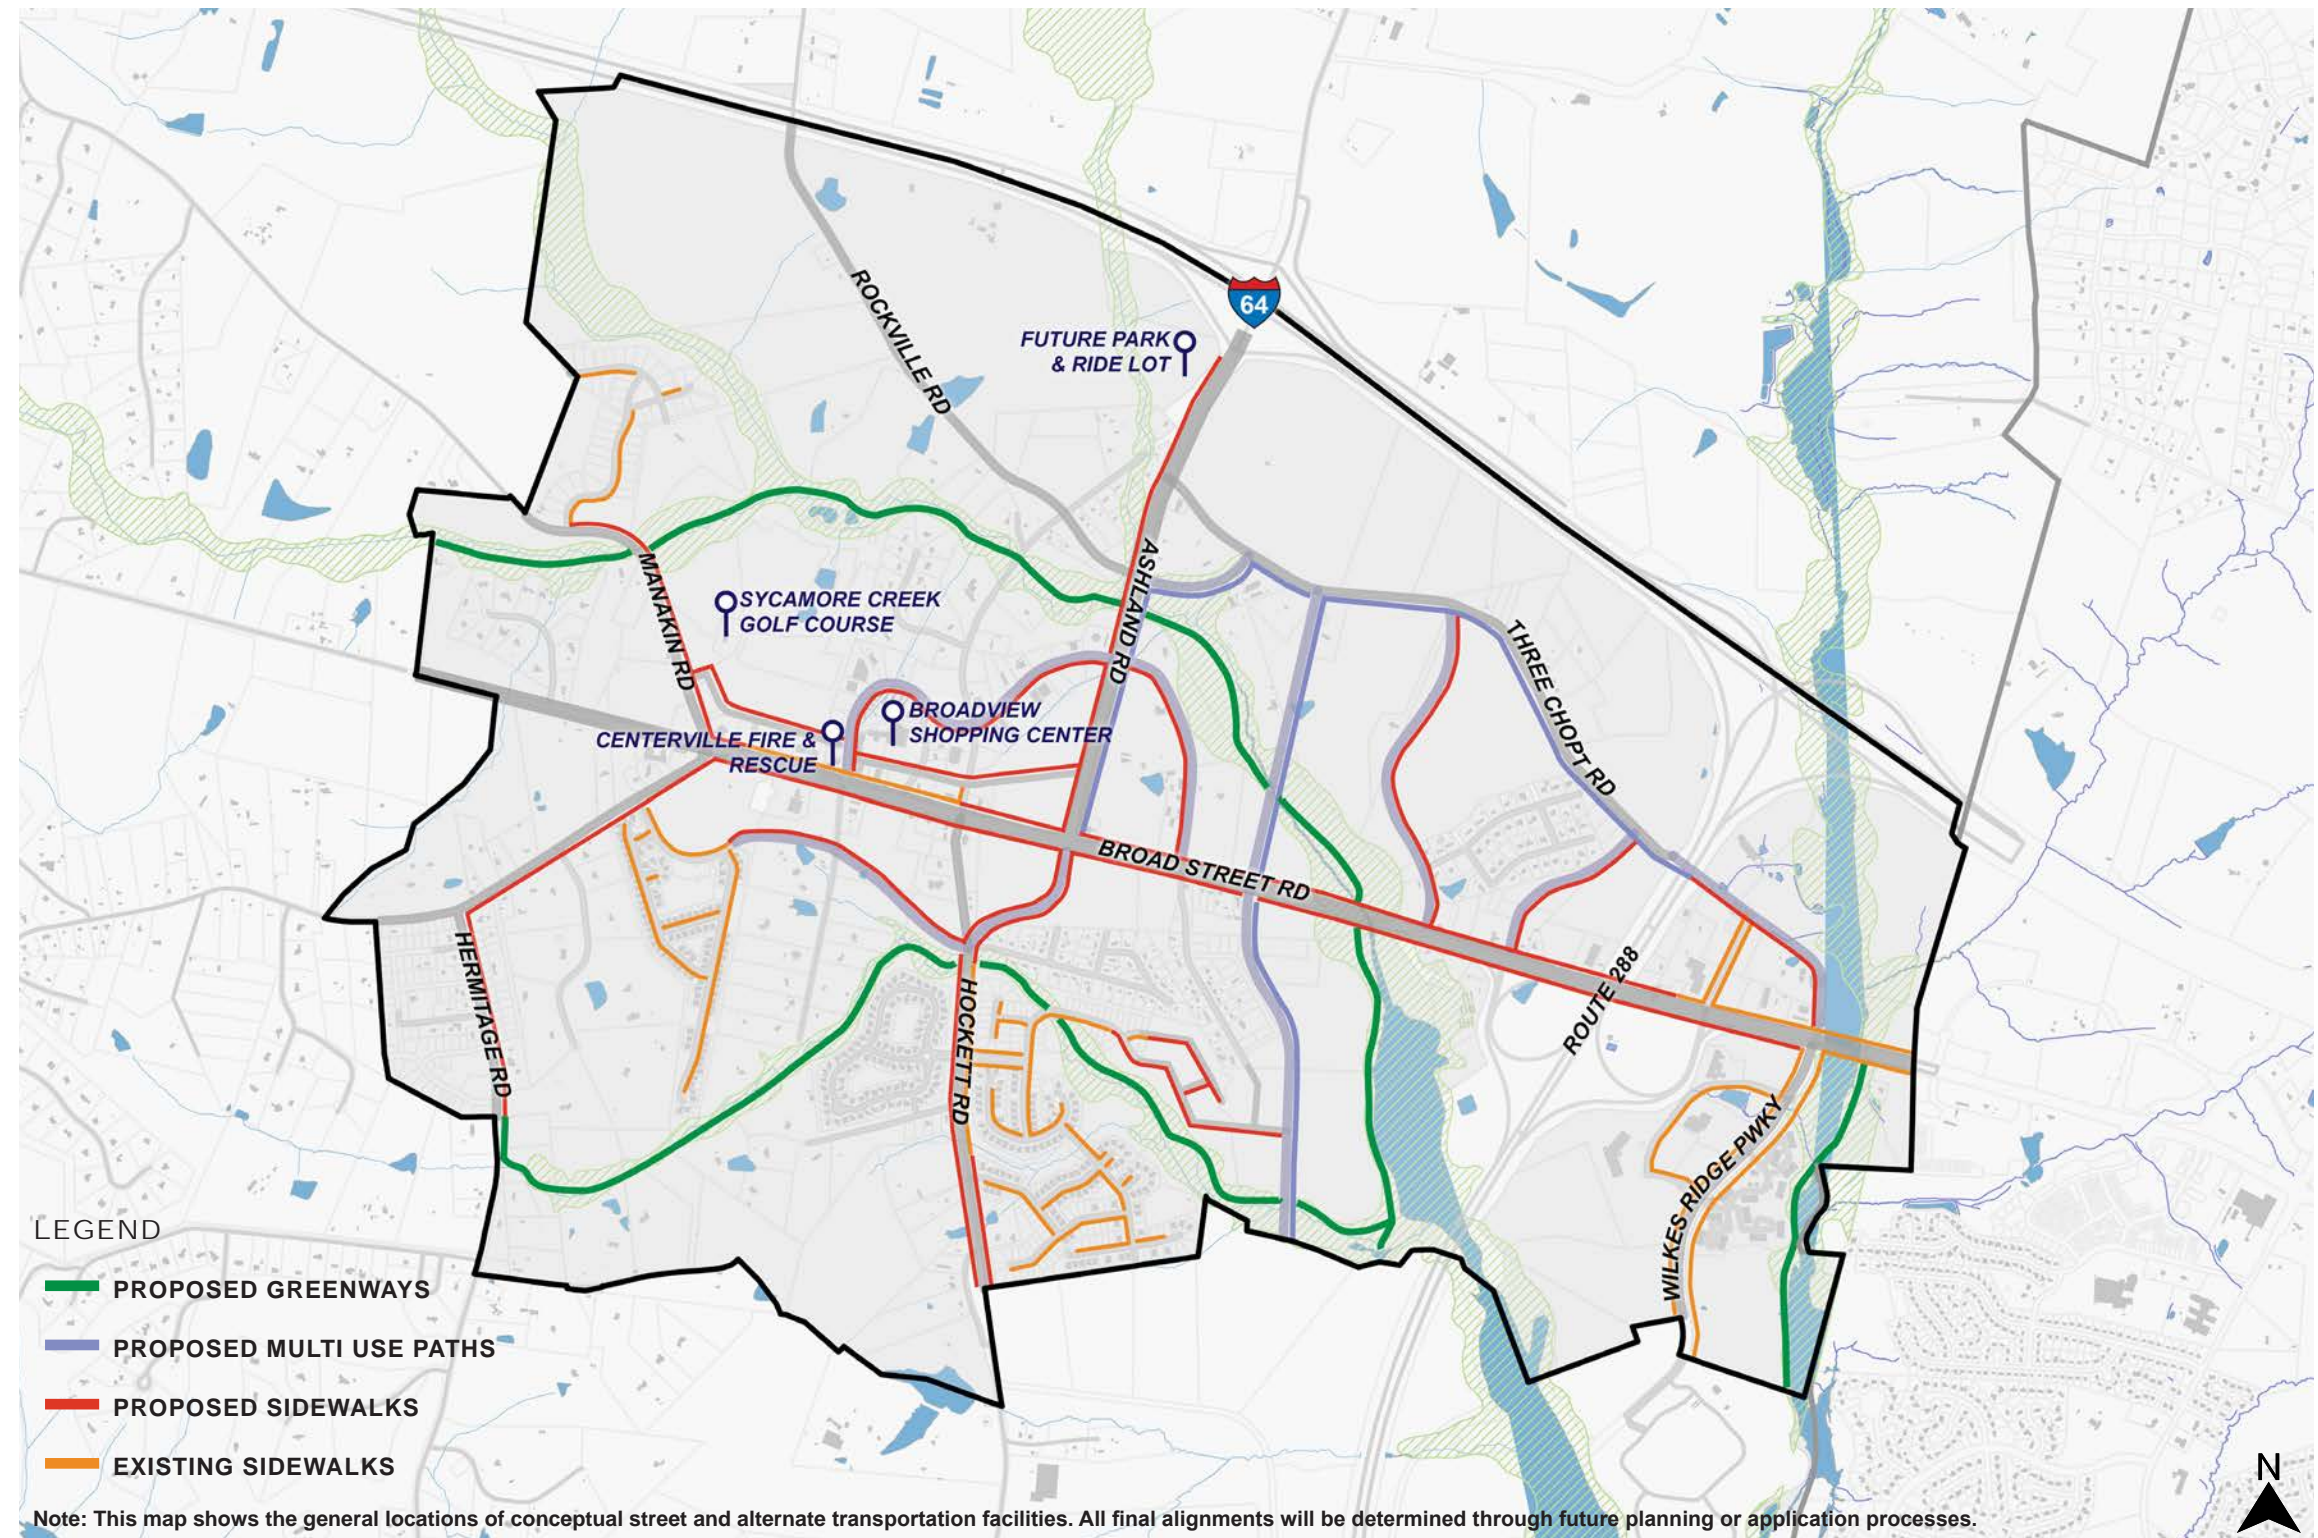 64
ROCKVILLE RD
FUTURE PARK
& RIDE LOT
ASHLAND RD
MANAKIN RD
SYCAMORE CREEK
GOLF COURSE
THREE CHOPT RD
BROADVIEW
SHOPPING CENTER
CENTERVILLE FIRE &
RESCUE
BROAD STREET RD
HERMITAGE RD
HOCKETT RD
ROUTE 288
WILKES RIDGE PWKY
LEGEND
PROPOSED GREENWAYS
PROPOSED MULTI USE PATHS
PROPOSED SIDEWALKS
EXISTING SIDEWALKS
N
Note: This map shows the general locations of conceptual street and alternate transportation facilities. All final alignments will be determined through future planning or application processes.